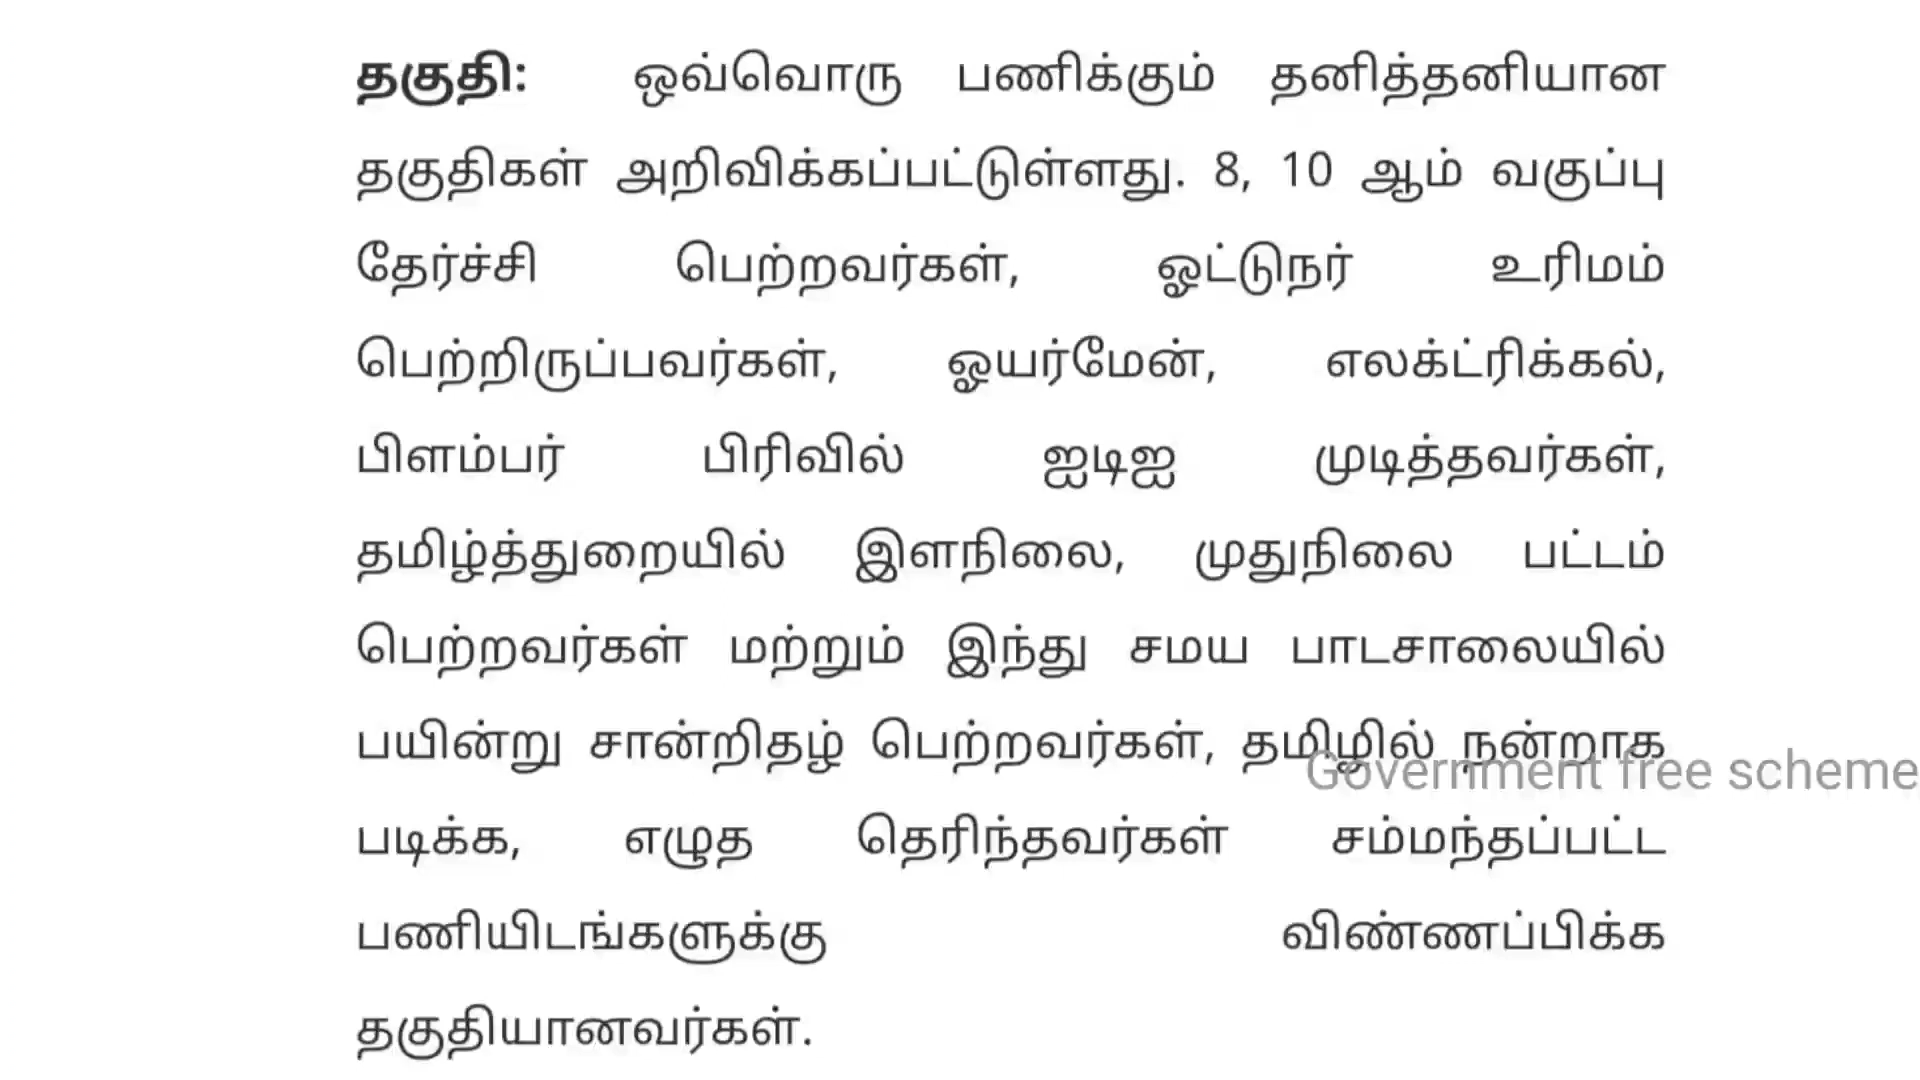 தகுதி: ஒவ்வொரு பணிக்கும் தனித்தனியான
தகுதிகள் அறிவிக்கப்பட்டுள்ளது. 8, 10 ஆம் வகுப்பு
தேர்ச்சி பெற்றவர்கள், ஓட்டுநர் உரிமம்
பெற்றிருப்பவர்கள், ஓயர்மேன், எலக்ட்ரிக்கல்,
பிளம்பர் பிரிவில் ஐடிஐ முடித்தவர்கள்,
தமிழ்த்துறையில் இளநிலை, முதுநிலை பட்டம்
பெற்றவர்கள் மற்றும் இந்து சமய பாடசாலையில்
பயின்று சான்றிதழ் பெற்றவர்கள், தமிழில் நன்றாக
Government free scheme
படிக்க, எழுத தெரிந்தவர்கள் சம்மந்தப்பட்ட
பணியிடங்களுக்கு விண்ணப்பிக்க
தகுதியானவர்கள்.